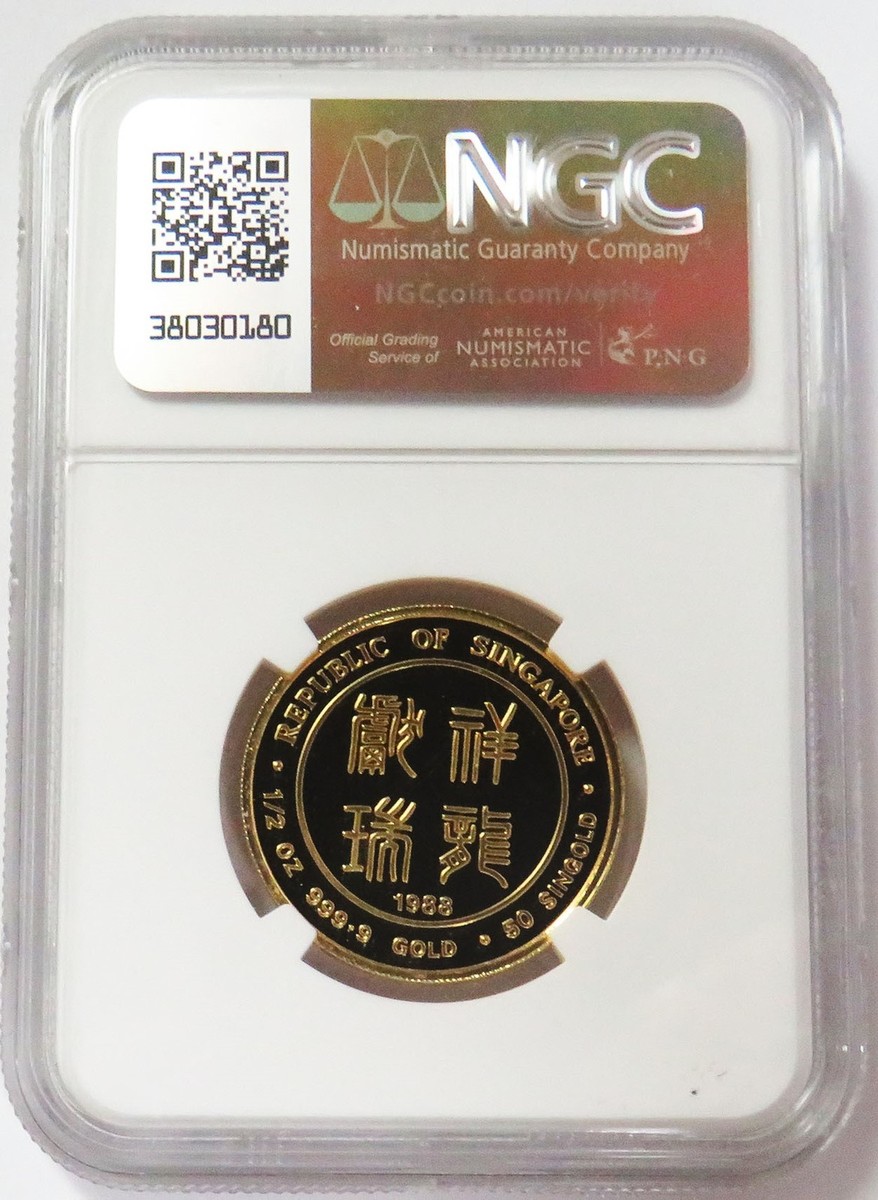 NGC
Numismatic Guaranty Company
NGCcoin.com/verify
38030180
Official Grading
Service of
AMERICAN
NUMISMATIC
ASSOCIATION
P,N·G
· REPUBLIC OF SINGAPORE ·
祥龍
獻瑞
1988
1/2 OZ 999·9 GOLD · 50 SINGOLD